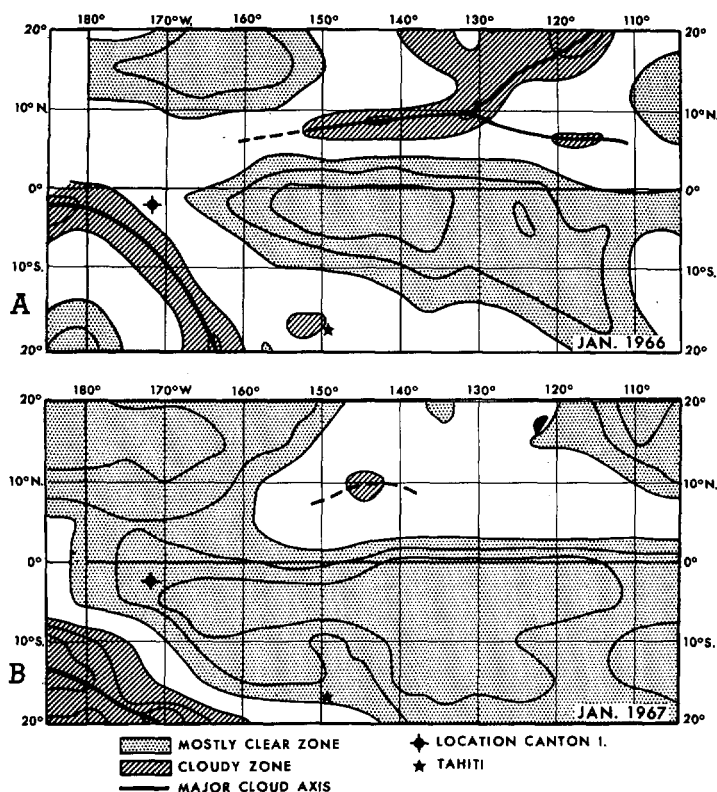 180° 170°W. 160° 150° 140° 130° 120° 110°
20° 20°
10°N. 10°N.
0° 0°
10°S. 10°S.
A
20° JAN. 1966 20°
180° 170° 160° 150° 140° 130° 120° 110°
20° 20°
10°N. 10°N.
0° 0°
10°S. 10°S.
B
20° JAN. 1967 20°
MOSTLY CLEAR ZONE LOCATION CANTON I.
CLOUDY ZONE TAHITI
MAJOR CLOUD AXIS